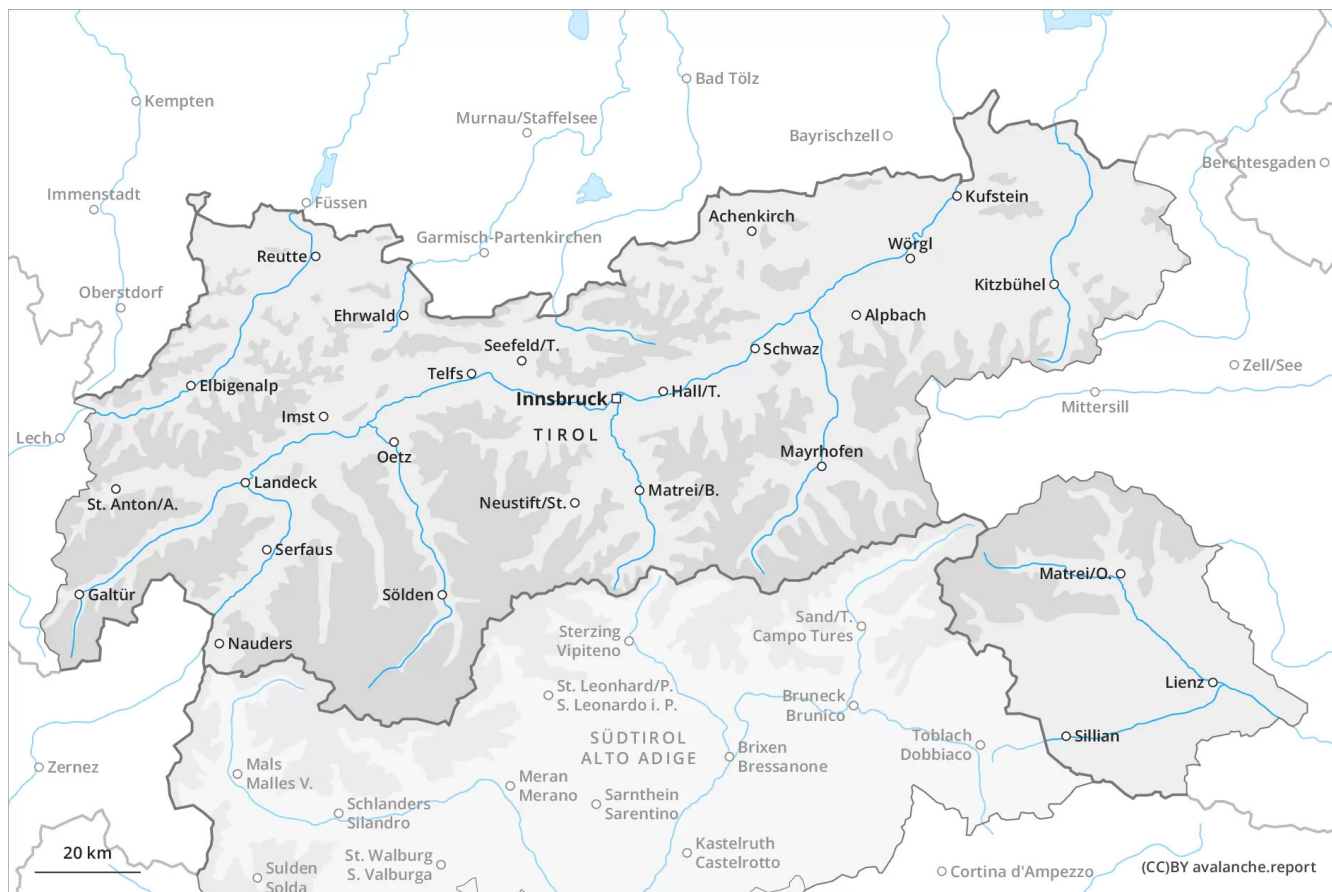 Bad Tölz
Kempten
Murnau/Staffelsee
Bayrischzell
Berchtesgaden
Immenstadt
Füssen
Kufstein
Achenkirch
Garmisch-Partenkirchen
Wörgl
Reutte
Kitzbühel
Oberstdorf
Ehrwald
Alpbach
Seefeld/T.
Schwaz
Zell/See
Telfs
Elbigenalp
Innsbruck
Hall/T.
Mittersill
Imst
TIROL
Lech
Oetz
Mayrhofen
Landeck
Matrei/B.
St. Anton/A.
Neustift/St.
Serfaus
Matrei/O.
Galtür
Sölden
Sand/T.
Campo Tures
Sterzing
Vipiteno
Nauders
Lienz
St. Leonhard/P.
S. Leonardo i. P.
Bruneck
Brunico
Sillian
SÜDTIROL
ALTO ADIGE
Toblach
Dobbiaco
Brixen
Bressanone
Zernez
Mals
Malles V.
Meran
Merano
Sarnthein
Sarentino
Schlanders
Silandro
Kastelruth
Castelrotto
20 km
St. Walburg
S. Valburga
Sulden
Solda
Cortina d'Ampezzo
(CC)BY avalanche.report